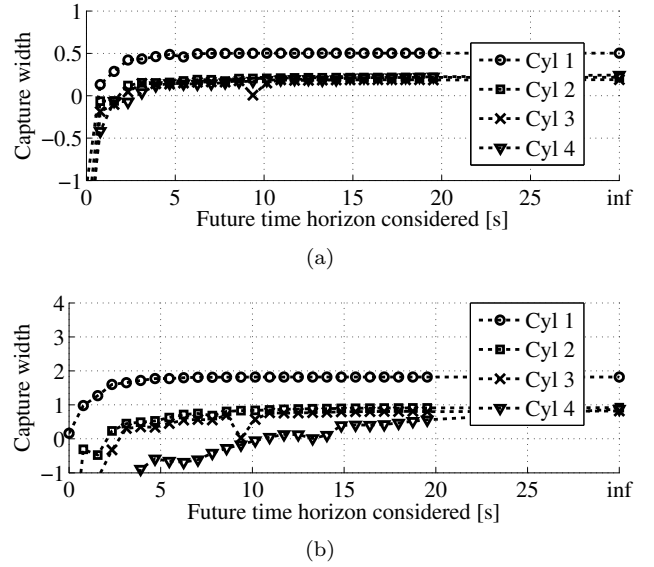 1
0.5
0
-0.5
-1
Capture width
0 5 10 15 20 25 inf
Future time horizon considered [s]
Cyl 1
Cyl 2
Cyl 3
Cyl 4
(a)
4
3
2
1
0
-1
Capture width
0 5 10 15 20 25 inf
Future time horizon considered [s]
Cyl 1
Cyl 2
Cyl 3
Cyl 4
(b)